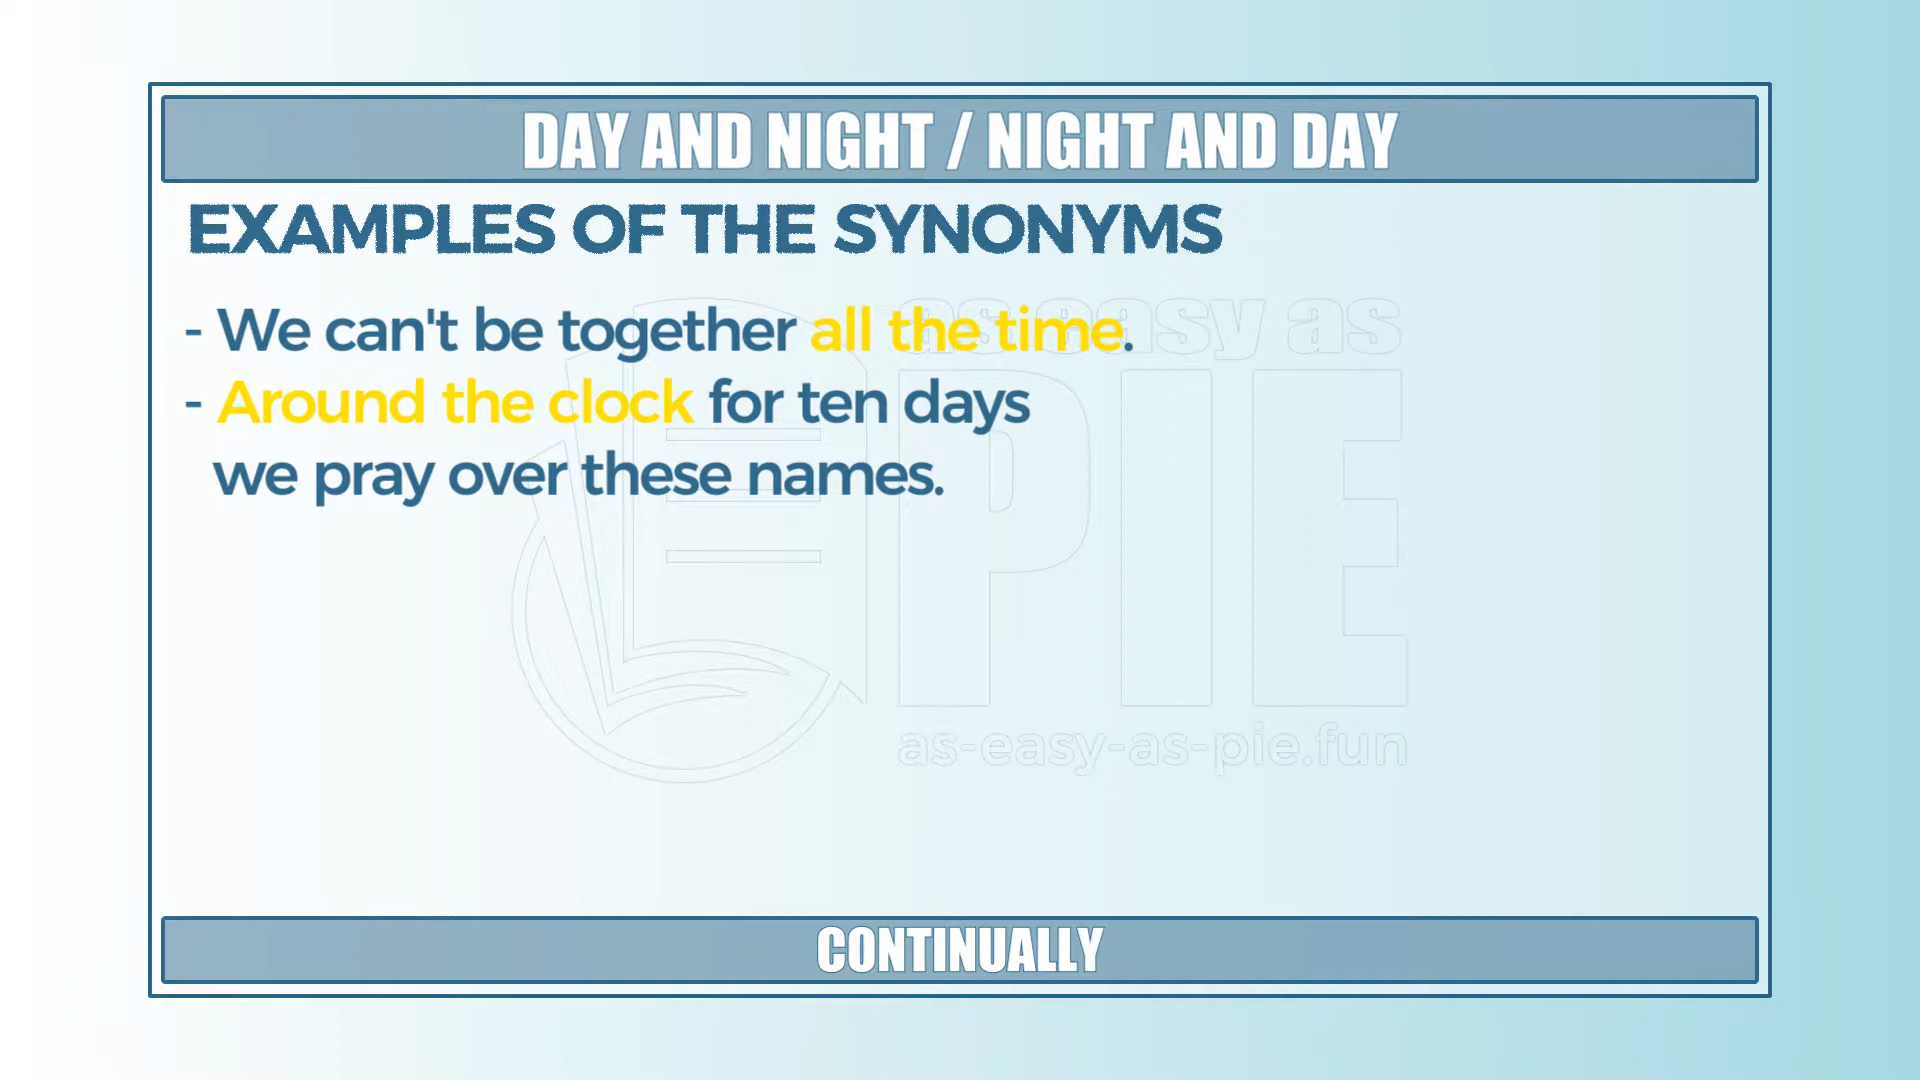 DAY AND NIGHT / NIGHT AND DAY
EXAMPLES OF THE SYNONYMS
- We can't be together all the time.
- Around the clock for ten days
we pray over these names.
as easy as
PIE
as-easy-as-pie.fun
CONTINUALLY